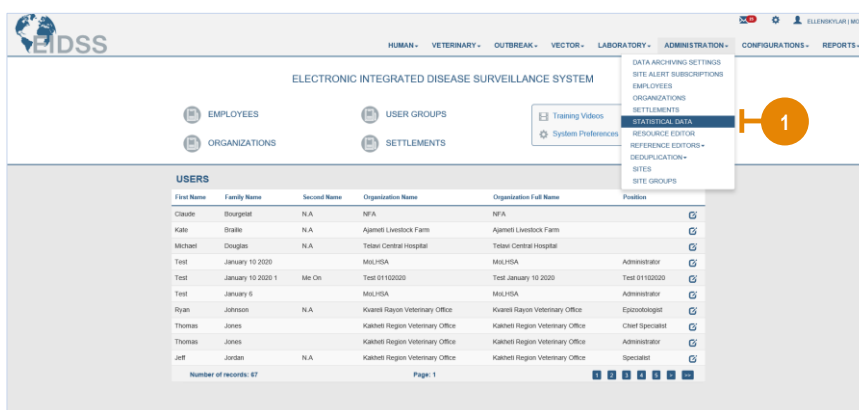 23 ELLENSKYLAR | MO
EIDSS
HUMAN VETERINARY OUTBREAK VECTOR LABORATORY ADMINISTRATION CONFIGURATIONS REPORTS
DATA ARCHIVING SETTINGS
SITE ALERT SUBSCRIPTIONS
EMPLOYEES
ORGANIZATIONS
SETTLEMENTS
STATISTICAL DATA
RESOURCE EDITOR
REFERENCE EDITORS
DEDUPLICATION
SITES
SITE GROUPS
1
ELECTRONIC INTEGRATED DISEASE SURVEILLANCE SYSTEM
EMPLOYEES USER GROUPS Training Videos
ORGANIZATIONS SETTLEMENTS System Preferences
USERS
First Name Family Name Second Name Organization Name Organization Full Name Position
Claude Bourgelat N.A NFA NFA
Kate Braille N.A Ajameti Livestock Farm Ajameti Livestock Farm
Michael Douglas N.A Telavi Central Hospital Telavi Central Hospital
Test January 10 2020 MoLHSA MoLHSA Administrator
Test January 10 2020 1 Me On Test 01102020 Test January 10 2020 Test 01102020
Test January 6 MoLHSA MoLHSA Administrator
Ryan Johnson N.A Kvareli Rayon Veterinary Office Kvareli Rayon Veterinary Office Epizootologist
Thomas Jones Kakheti Region Veterinary Office Kakheti Region Veterinary Office Chief Specialist
Thomas Jones Kakheti Region Veterinary Office Kakheti Region Veterinary Office Administrator
Jeff Jordan N.A Kakheti Region Veterinary Office Kakheti Region Veterinary Office Specialist
Number of records: 67 Page: 1 1 2 3 4 5 > >>